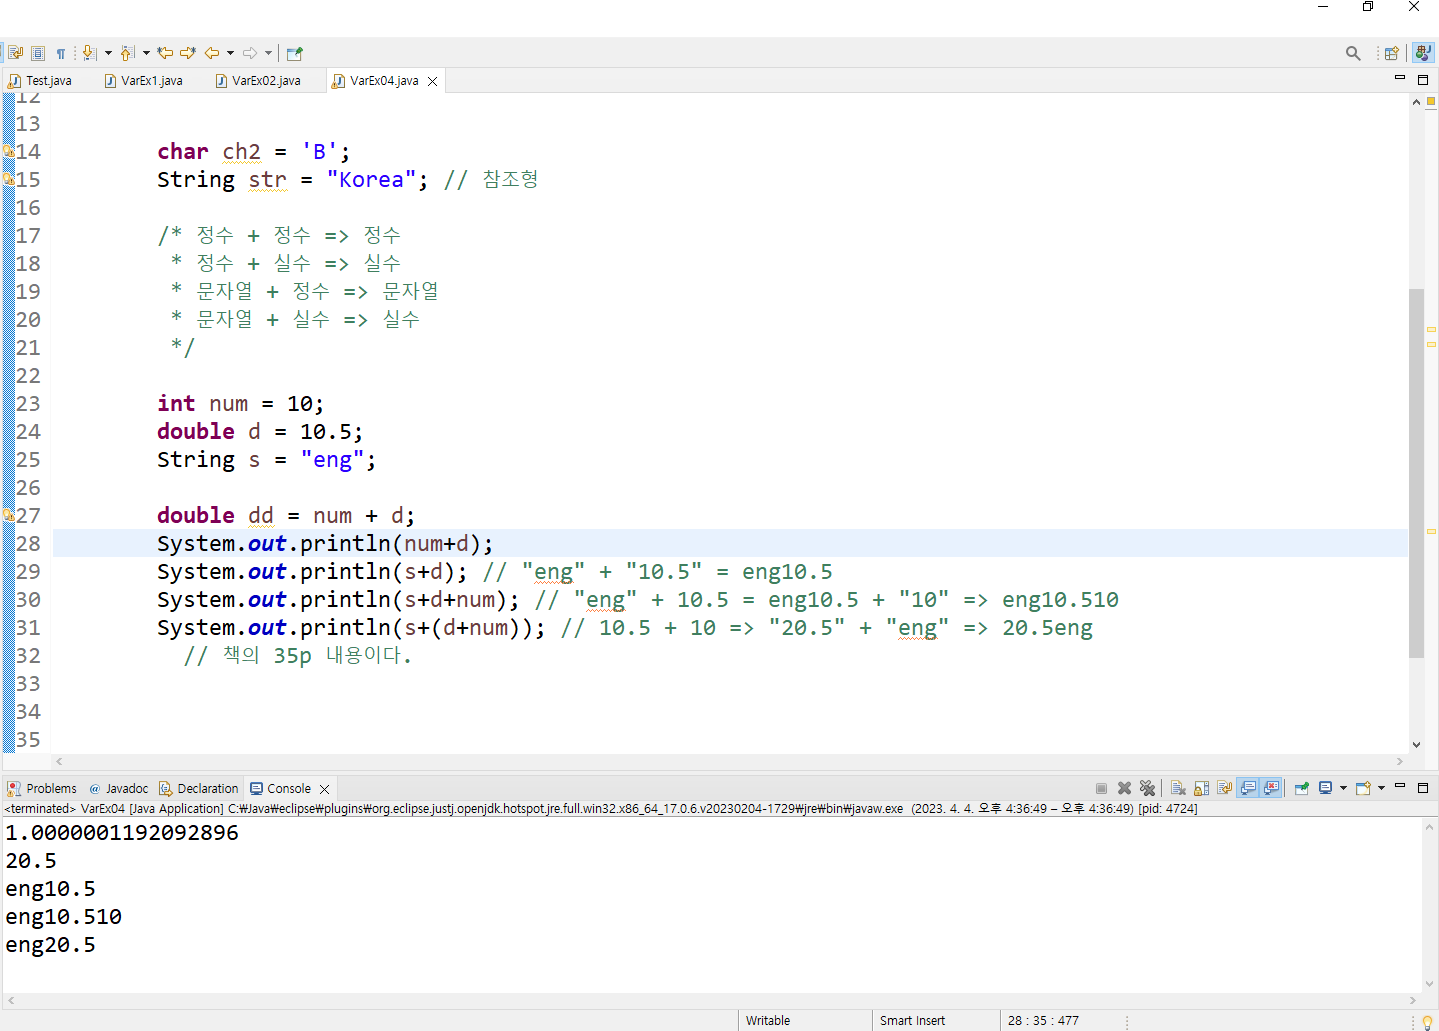 Test.java VarEx1.java VarEx02.java VarEx04.java
12
13
14 char ch2 = 'B';
15 String str = "Korea"; // 참조형
16
17 /* 정수 + 정수 => 정수
18 * 정수 + 실수 => 실수
19 * 문자열 + 정수 => 문자열
20 * 문자열 + 실수 => 실수
21 */
22
23 int num = 10;
24 double d = 10.5;
25 String s = "eng";
26
27 double dd = num + d;
28 System.out.println(num+d);
29 System.out.println(s+d); // "eng" + "10.5" = eng10.5
30 System.out.println(s+d+num); // "eng" + 10.5 = eng10.5 + "10" => eng10.510
31 System.out.println(s+(d+num)); // 10.5 + 10 => "20.5" + "eng" => 20.5eng
32 // 책의 35p 내용이다.
33
34
35
Problems @ Javadoc Declaration Console
<terminated> VarEx04 [Java Application] C:₩Java₩eclipse₩plugins₩org.eclipse.justj.openjdk.hotspot.jre.full.win32.x86_64_17.0.6.v20230204-1729₩jre₩bin₩javaw.exe (2023. 4. 4. 오후 4:36:49 – 오후 4:36:49) [pid: 4724]
1.0000001192092896
20.5
eng10.5
eng10.510
eng20.5
Writable Smart Insert 28 : 35 : 477